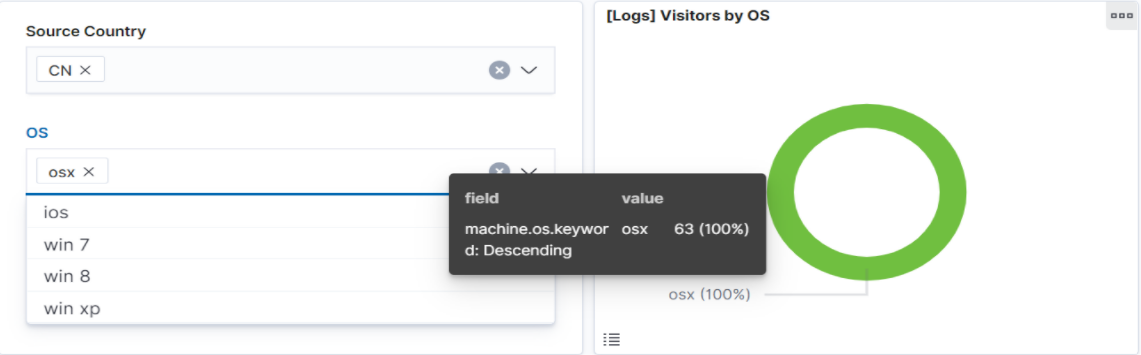 Source Country
CN ×
OS
osx ×
ios
win 7
win 8
win xp
[Logs] Visitors by OS
field value
machine.os.keywor osx 63 (100%)
d: Descending
osx (100%)